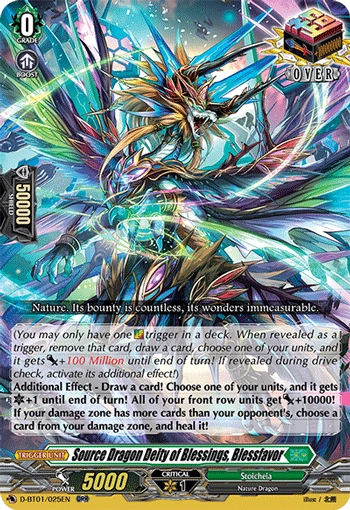 0
GRADE
BOOST
OVER
50000
SHIELD
Nature. Its bounty is countless, its wonders immeasurable.
(You may only have one trigger in a deck. When revealed as a
trigger, remove that card, draw a card, choose one of your units, and
it gets +100 Million until end of turn! If revealed during drive
check, activate its additional effect!)
Additional Effect - Draw a card! Choose one of your units, and it gets
+1 until end of turn! All of your front row units get +10000!
If your damage zone has more cards than your opponent's, choose a
card from your damage zone, and heal it!
TRIGGER UNIT
Source Dragon Deity of Blessings, Blessfavor
POWER
5000
CRITICAL
1
Stoicheia
Nature Dragon
D-BT01/025EN
illust / 北熊